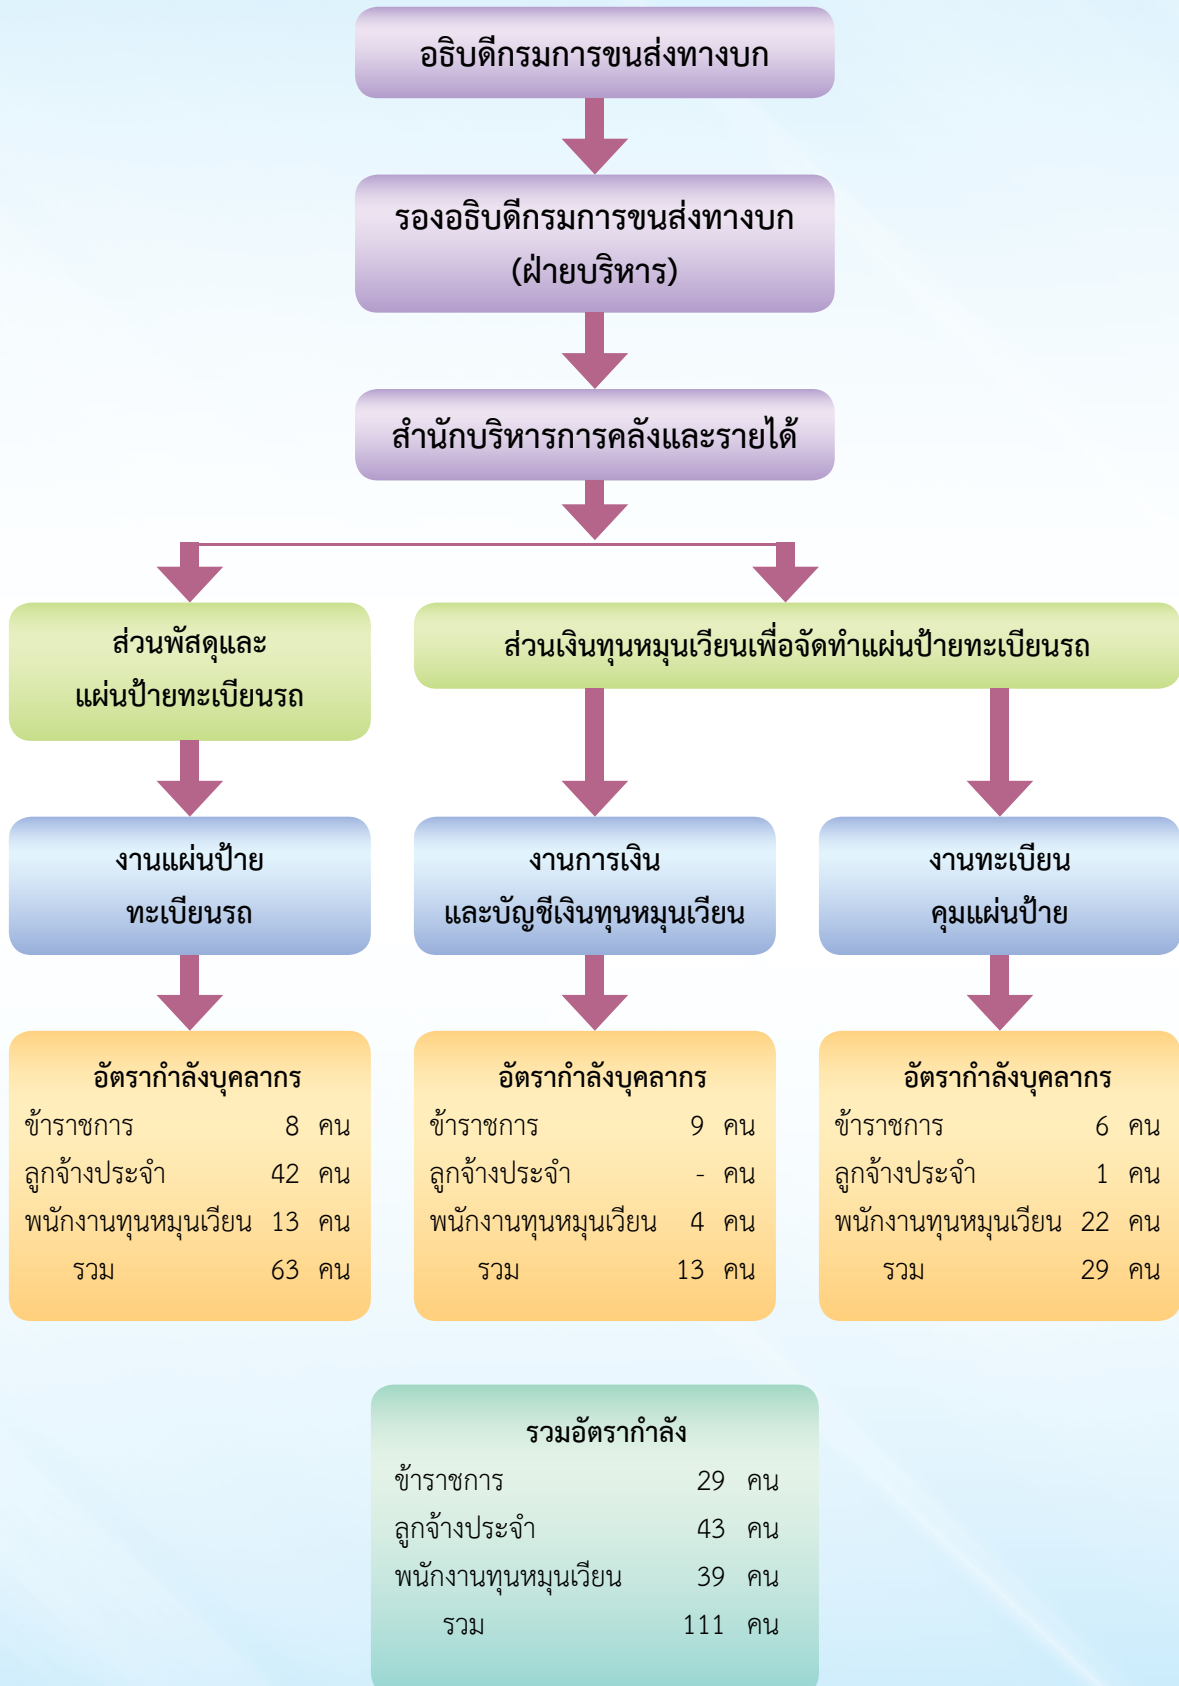 อธิบดีกรมการขนส่งทางบก
รองอธิบดีกรมการขนส่งทางบก
(ฝ่ายบริหาร)
สำนักบริหารการคลังและรายได้
ส่วนพัสดุและ
แผ่นป้ายทะเบียนรถ
ส่วนเงินทุนหมุนเวียนเพื่อจัดทำแผ่นป้ายทะเบียนรถ
งานแผ่นป้าย
ทะเบียนรถ
งานการเงิน
และบัญชีเงินทุนหมุนเวียน
งานทะเบียน
คุมแผ่นป้าย
อัตรากำลังบุคลากร
ข้าราชการ 8 คน
ลูกจ้างประจำ 42 คน
พนักงานทุนหมุนเวียน 13 คน
รวม 63 คน
อัตรากำลังบุคลากร
ข้าราชการ 9 คน
ลูกจ้างประจำ - คน
พนักงานทุนหมุนเวียน 4 คน
รวม 13 คน
อัตรากำลังบุคลากร
ข้าราชการ 6 คน
ลูกจ้างประจำ 1 คน
พนักงานทุนหมุนเวียน 22 คน
รวม 29 คน
รวมอัตรากำลัง
ข้าราชการ 29 คน
ลูกจ้างประจำ 43 คน
พนักงานทุนหมุนเวียน 39 คน
รวม 111 คน